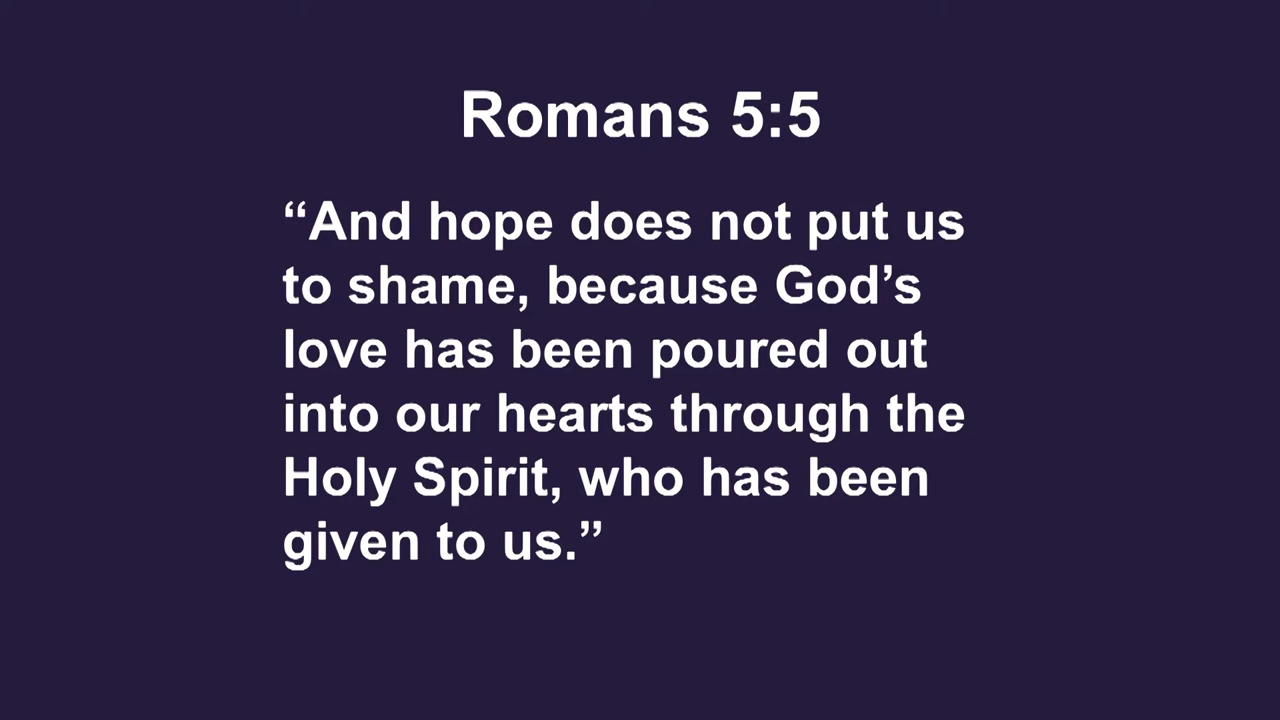 Romans 5:5
“And hope does not put us
to shame, because God’s
love has been poured out
into our hearts through the
Holy Spirit, who has been
given to us.”